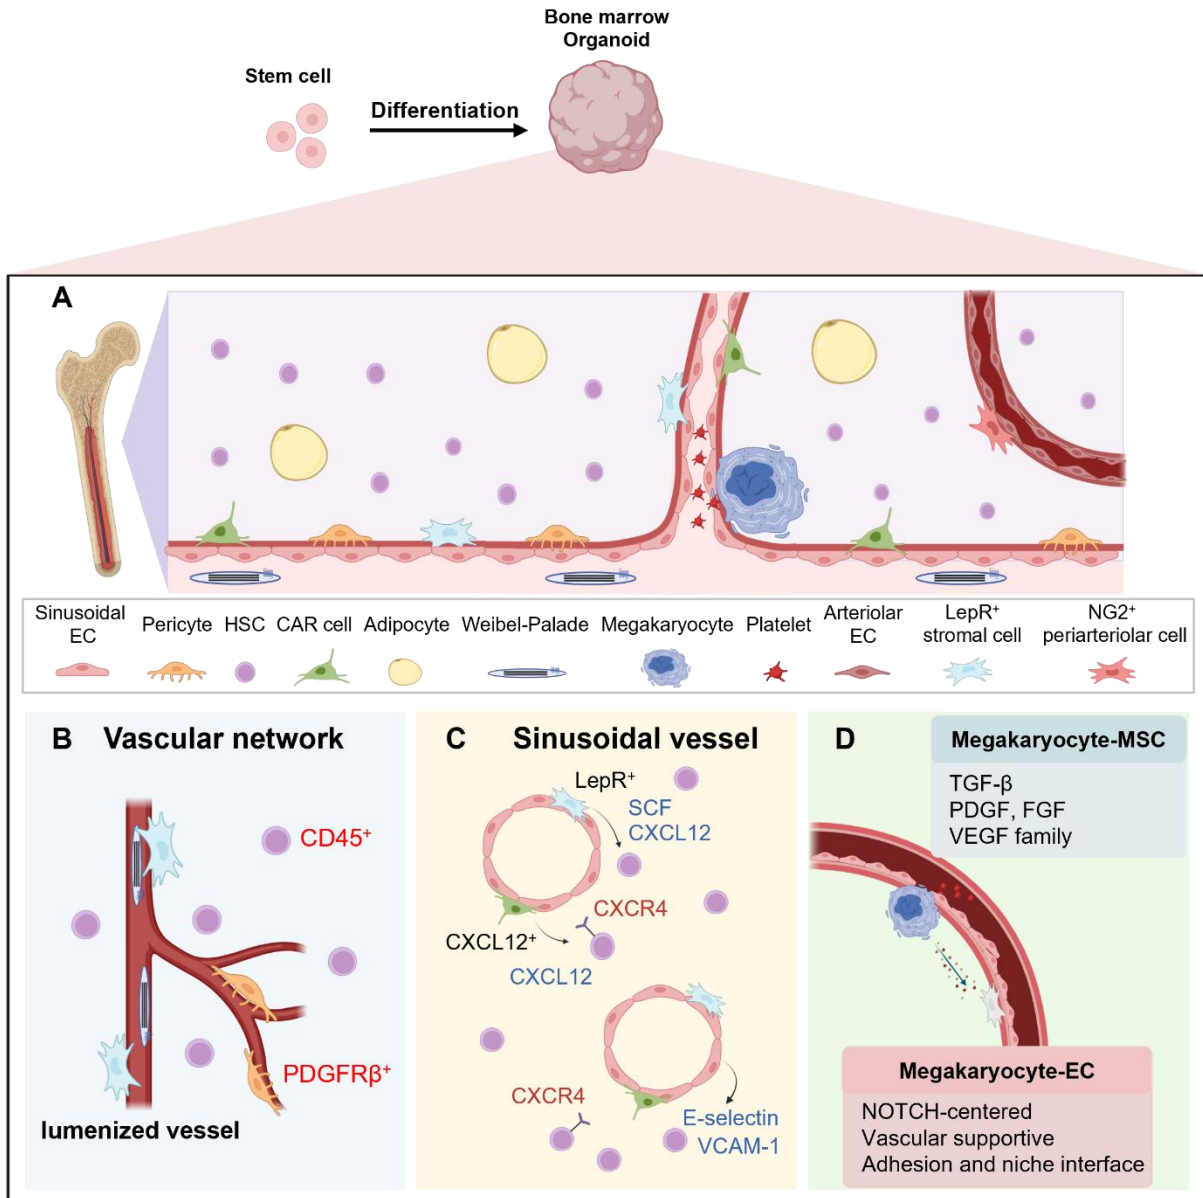 Bone marrow
Organoid
Stem cell
Differentiation
A
Sinusoidal
EC
Pericyte
HSC
CAR cell
Adipocyte
Weibel-Palade
Megakaryocyte
Platelet
Arteriolar
EC
LepR⁺
stromal cell
NG2⁺
periarteriolar cell
B Vascular network
CD45⁺
PDGFRβ⁺
lumenized vessel
C Sinusoidal vessel
LepR⁺
SCF
CXCL12
CXCR4
CXCL12⁺
CXCL12
CXCR4
E-selectin
VCAM-1
D
Megakaryocyte-MSC
TGF-β
PDGF, FGF
VEGF family
Megakaryocyte-EC
NOTCH-centered
Vascular supportive
Adhesion and niche interface